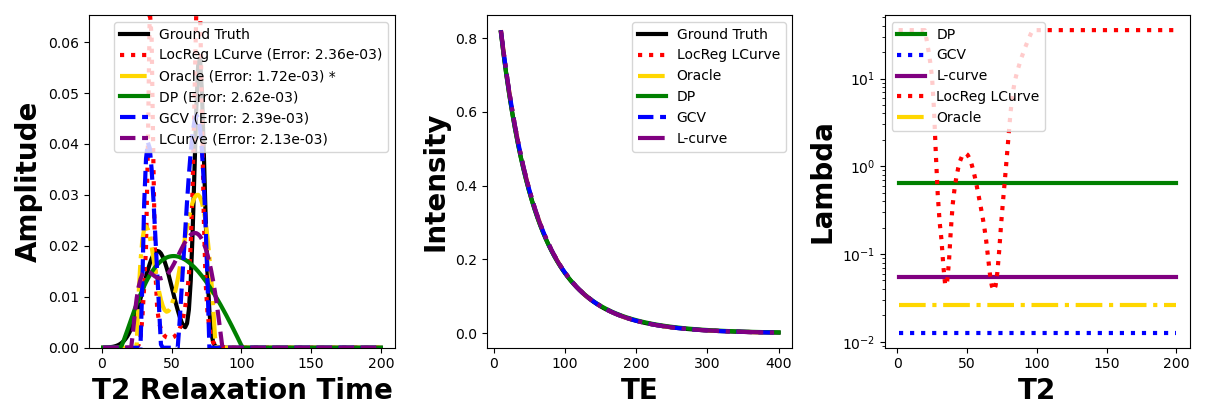 Amplitude
0.06
0.05
0.04
0.03
0.02
0.01
0.00
0
50
100
150
200
T2 Relaxation Time
Ground Truth
LocReg LCurve (Error: 2.36e-03)
Oracle (Error: 1.72e-03) *
DP (Error: 2.62e-03)
GCV (Error: 2.39e-03)
LCurve (Error: 2.13e-03)
Intensity
0.8
0.6
0.4
0.2
0.0
0
100
200
300
400
TE
Ground Truth
LocReg LCurve
Oracle
DP
GCV
L-curve
Lambda
10¹
10⁰
10⁻¹
10⁻²
0
50
100
150
200
T2
DP
GCV
L-curve
LocReg LCurve
Oracle